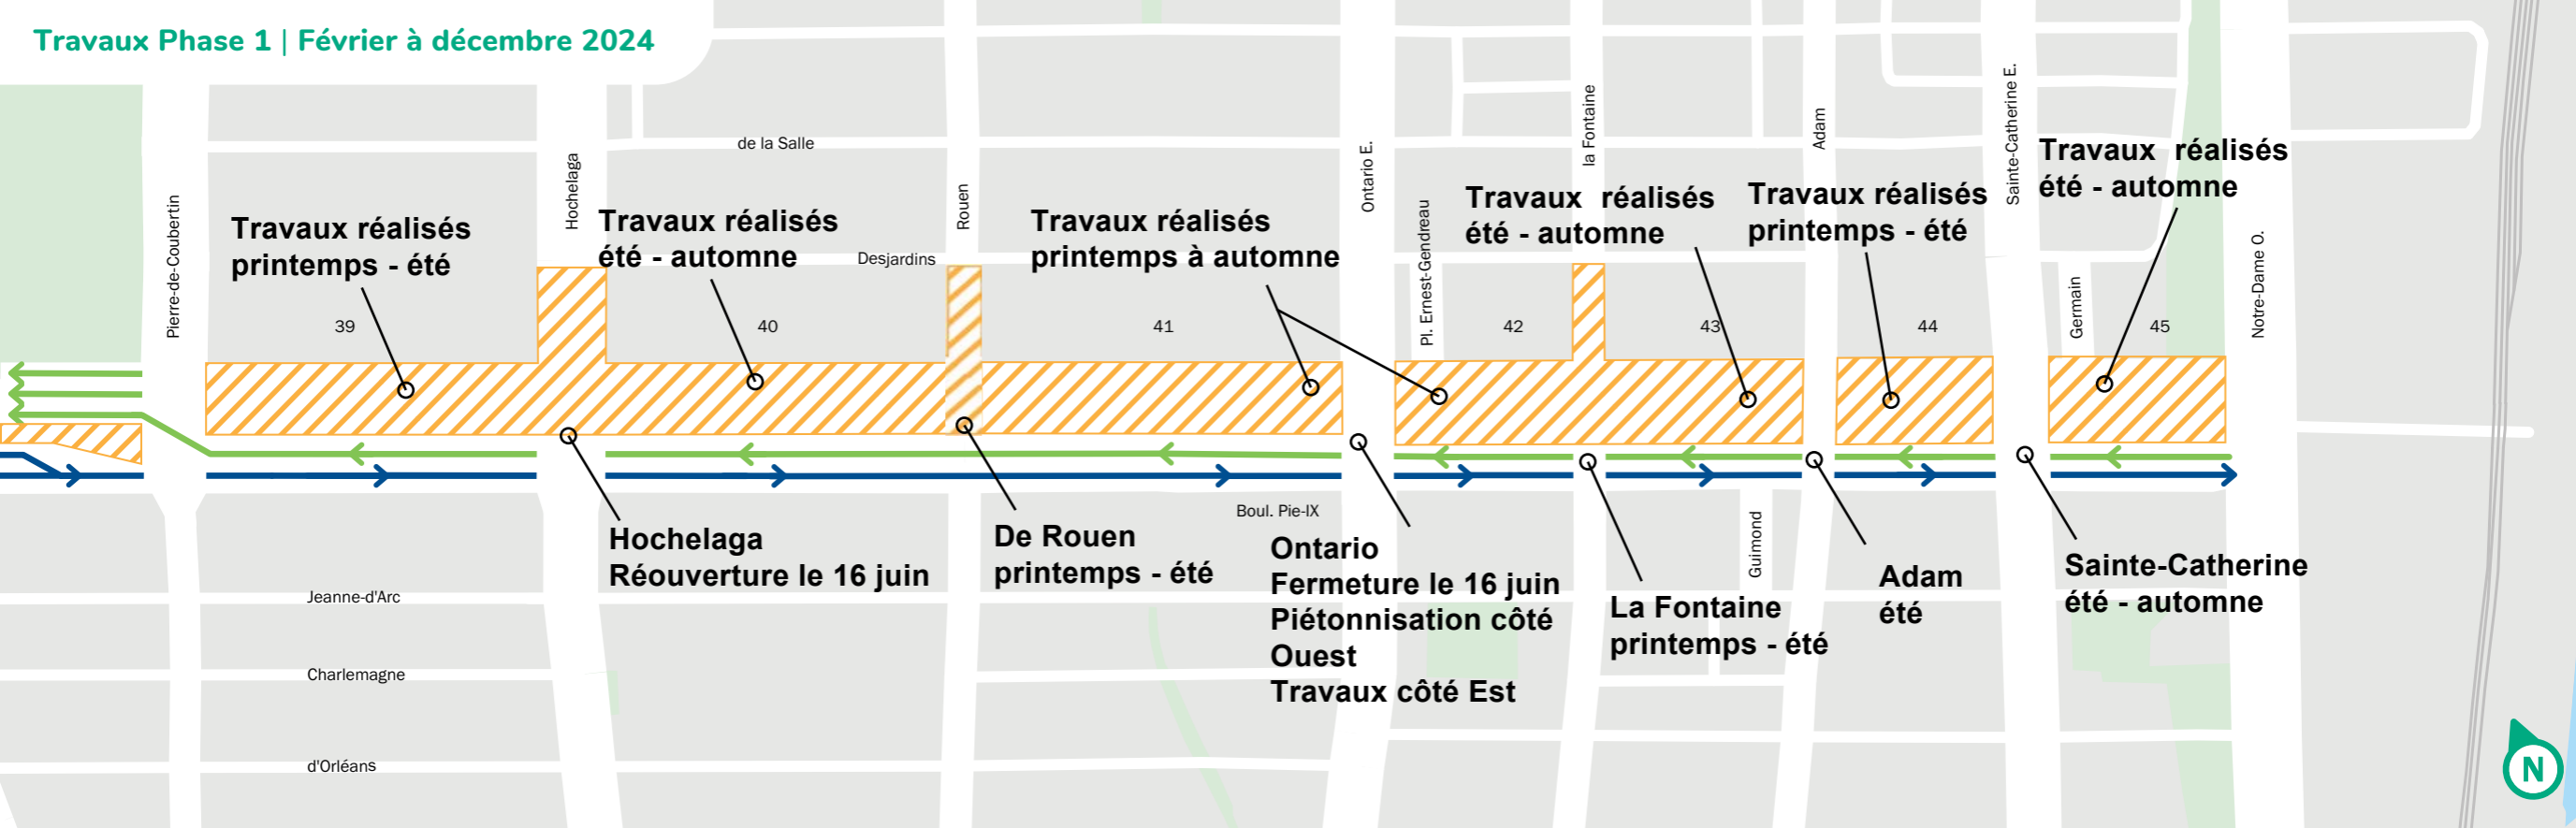 Travaux Phase 1 | Février à décembre 2024
de la Salle
Desjardins
Pierre-de-Coubertin
Hochelaga
Rouen
Ontario E.
Pl. Ernest-Gendreau
la Fontaine
Adam
Sainte-Catherine E.
Germain
Notre-Dame O.
Travaux réalisés
printemps - été
Travaux réalisés
été - automne
Travaux réalisés
printemps à automne
Travaux réalisés
été - automne
Travaux réalisés
printemps - été
Travaux réalisés
été - automne
39
40
41
42
43
44
45
Boul. Pie-IX
Guimond
Hochelaga
Réouverture le 16 juin
De Rouen
printemps - été
Ontario
Fermeture le 16 juin
Piétonnisation côté
Ouest
Travaux côté Est
La Fontaine
printemps - été
Adam
été
Sainte-Catherine
été - automne
Jeanne-d'Arc
Charlemagne
d'Orléans
N